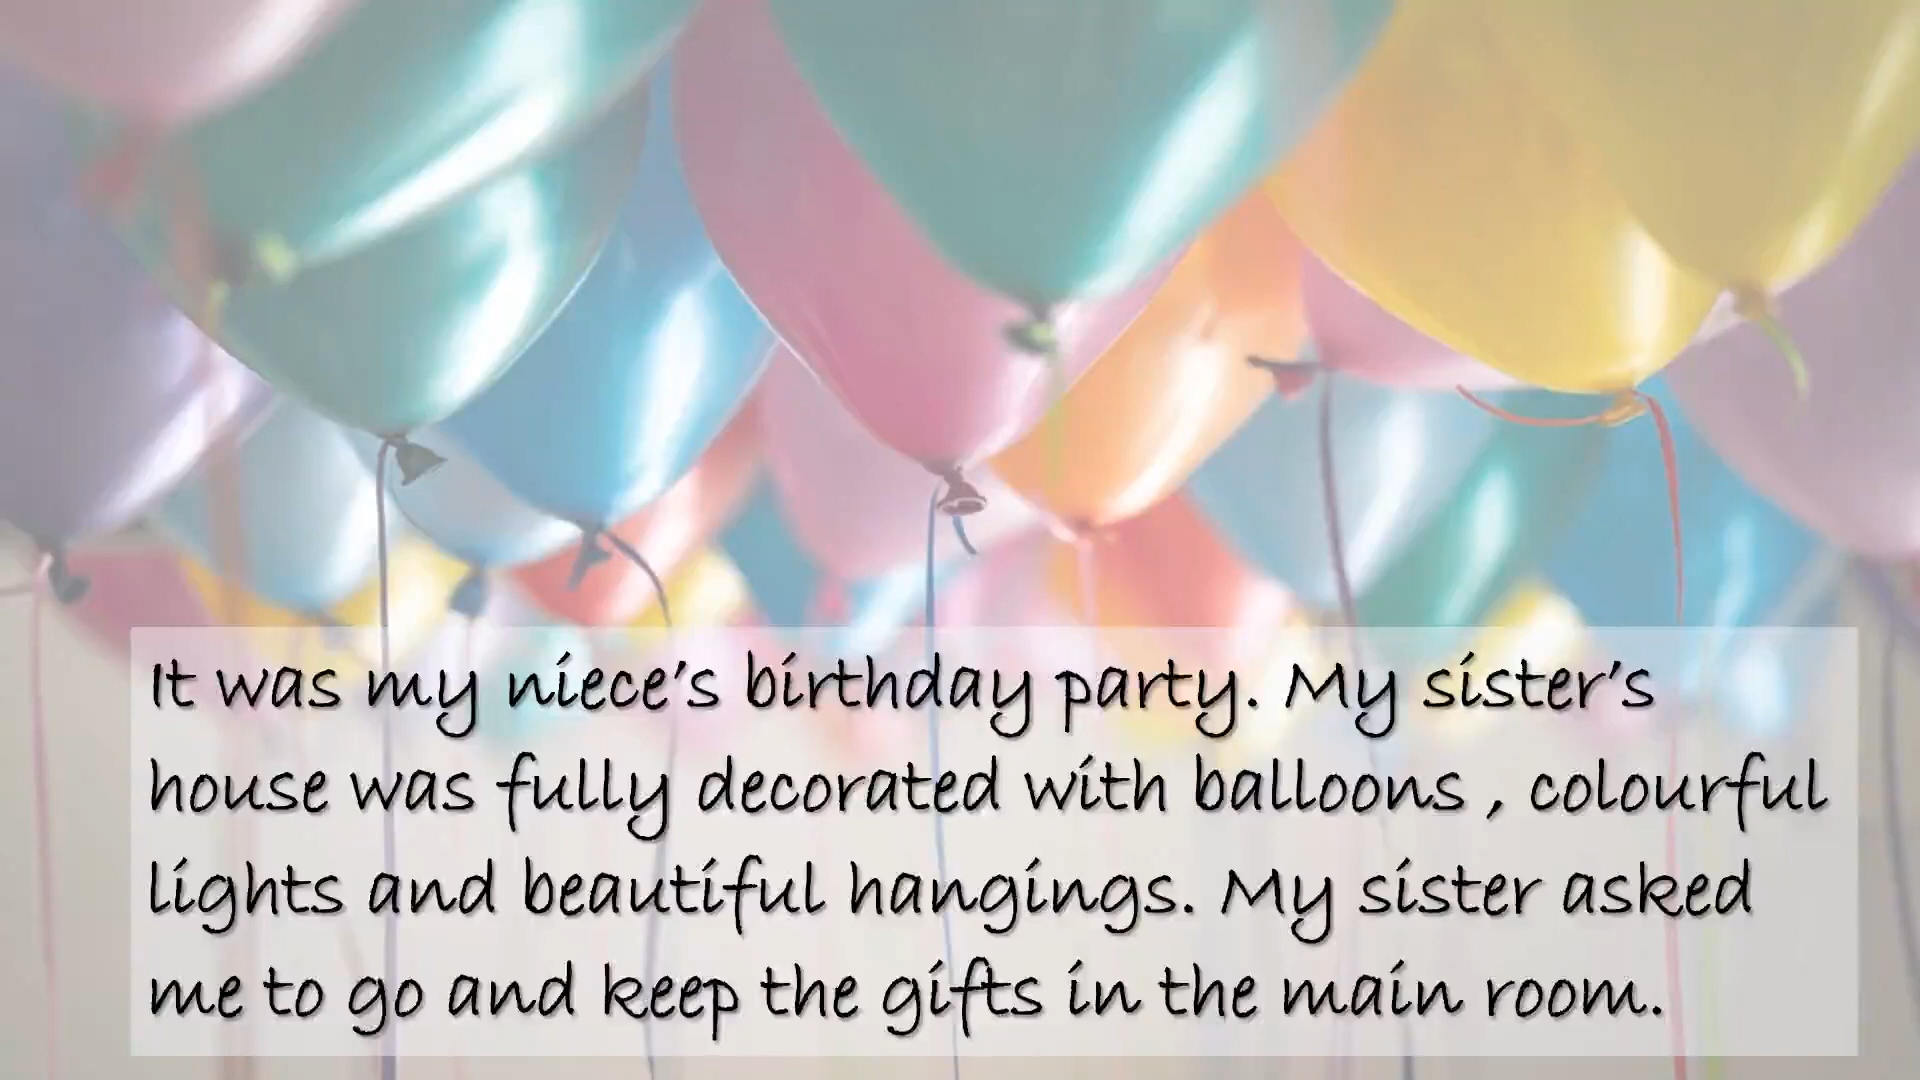 It was my niece's birthday party. My sister's
house was fully decorated with balloons , colourful
lights and beautiful hangings. My sister asked
me to go and keep the gifts in the main room.